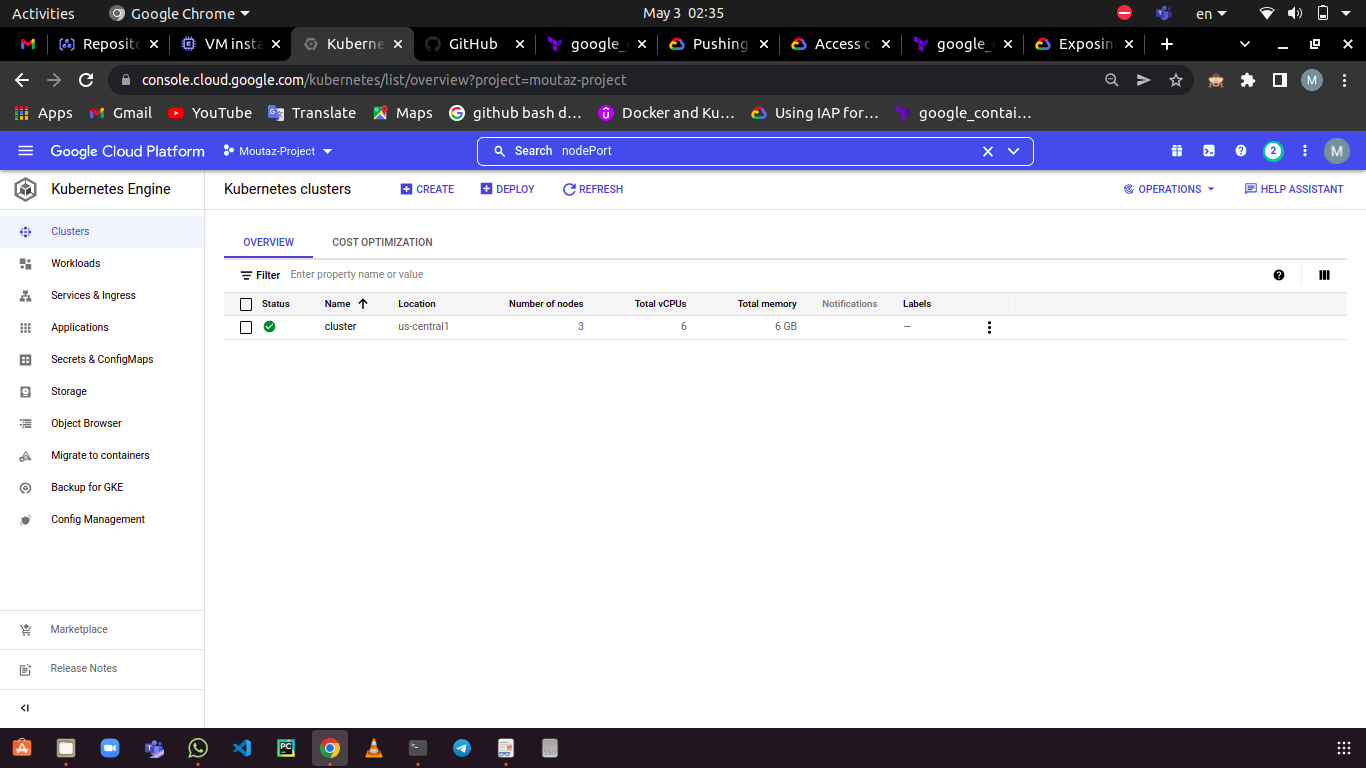 Activities Google Chrome May 3 02:35 en
Reposito VM insta Kuberne GitHub google_c Pushing Access c google_c Exposin
console.cloud.google.com/kubernetes/list/overview?project=moutaz-project M
Apps Gmail YouTube Translate Maps github bash d… Docker and Ku… Using IAP for… google_contai…
Google Cloud Platform Moutaz-Project Search nodePort 2 M
Kubernetes Engine Kubernetes clusters CREATE DEPLOY REFRESH OPERATIONS HELP ASSISTANT
Clusters
Workloads
Services & Ingress
Applications
Secrets & ConfigMaps
Storage
Object Browser
Migrate to containers
Backup for GKE
Config Management
Marketplace
Release Notes
OVERVIEW COST OPTIMIZATION
Filter Enter property name or value
Status Name Location Number of nodes Total vCPUs Total memory Notifications Labels
cluster us-central1 3 6 6 GB —